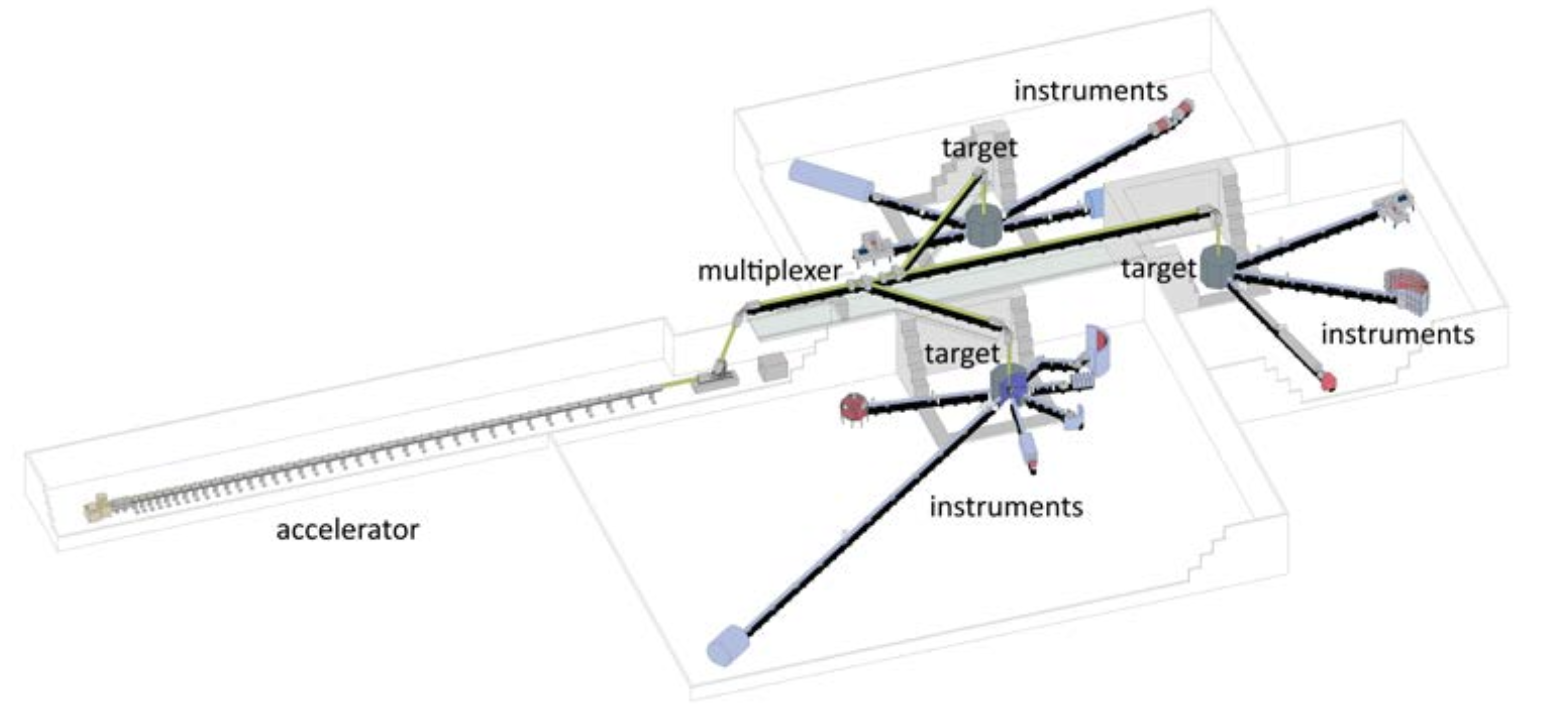 instruments
target
multiplexer
target
instruments
target
instruments
accelerator